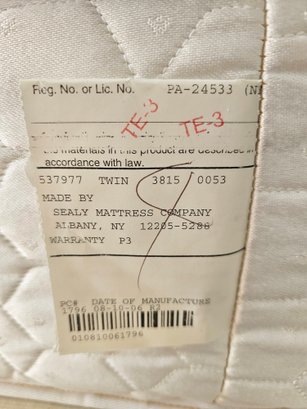 Reg. No. or Lic. No. PA-24533 (N
TE-3 TE-3
materials in this product are described in
accordance with law.
537977 TWIN 3815 0053
MADE BY
SEALY MATTRESS COMPANY
ALBANY, NY 12205-5286
WARRANTY P3
PC# DATE OF MANUFACTURE
1796 08-10-06 R2
010810061796